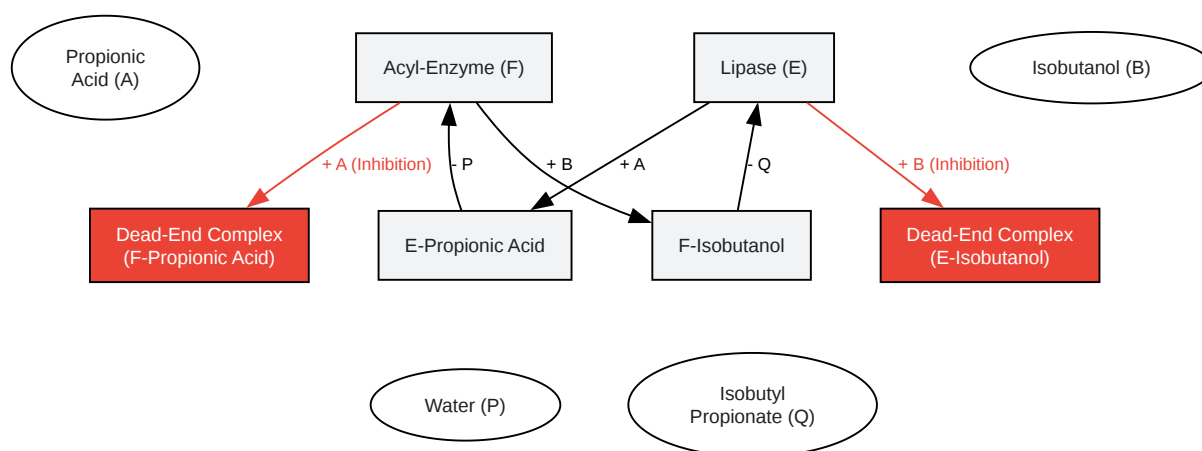 Propionic
Acid (A)
Acyl-Enzyme (F)
Lipase (E)
Isobutanol (B)
+ A (Inhibition)
- P
+ B
+ A
- Q
+ B (Inhibition)
Dead-End Complex
(F-Propionic Acid)
E-Propionic Acid
F-Isobutanol
Dead-End Complex
(E-Isobutanol)
Water (P)
Isobutyl
Propionate (Q)